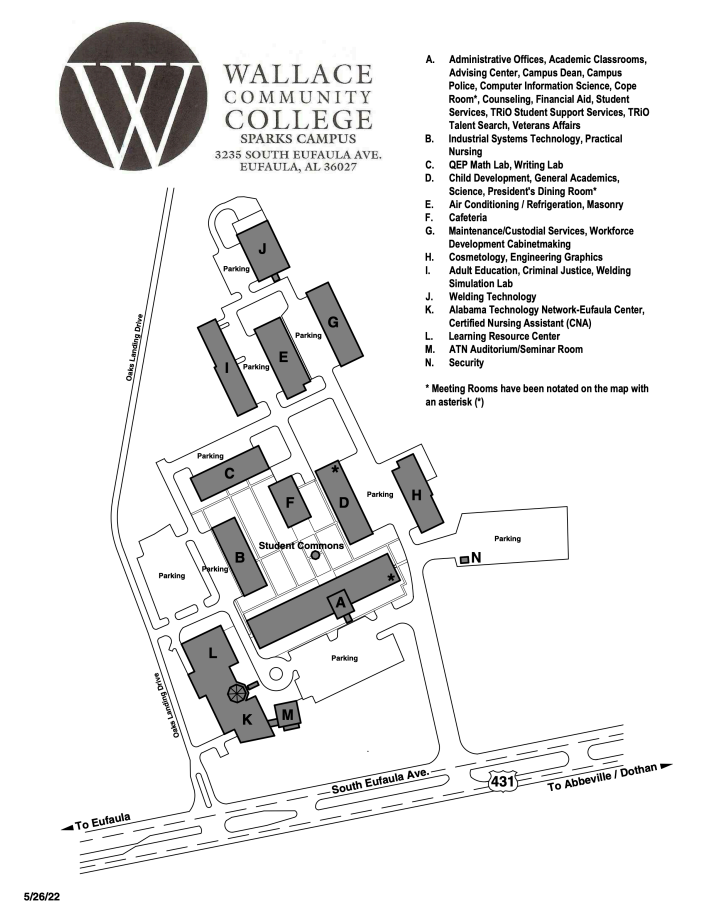 W
WALLACE
COMMUNITY
COLLEGE
SPARKS CAMPUS
3235 SOUTH EUFAULA AVE.
EUFAULA, AL 36027
A. Administrative Offices, Academic Classrooms,
Advising Center, Campus Dean, Campus
Police, Computer Information Science, Cope
Room*, Counseling, Financial Aid, Student
Services, TRiO Student Support Services, TRiO
Talent Search, Veterans Affairs
B. Industrial Systems Technology, Practical
Nursing
C. QEP Math Lab, Writing Lab
D. Child Development, General Academics,
Science, President's Dining Room*
E. Air Conditioning / Refrigeration, Masonry
F. Cafeteria
G. Maintenance/Custodial Services, Workforce
Development Cabinetmaking
H. Cosmetology, Engineering Graphics
I. Adult Education, Criminal Justice, Welding
Simulation Lab
J. Welding Technology
K. Alabama Technology Network-Eufaula Center,
Certified Nursing Assistant (CNA)
L. Learning Resource Center
M. ATN Auditorium/Seminar Room
N. Security
* Meeting Rooms have been notated on the map with
an asterisk (*)
J
Parking
Oaks Landing Drive
G
Parking
E
Parking
I
Parking
C
*
F
D
Parking
H
Parking
Student Commons
B
N
Parking
Parking
*
A
L
Parking
Oaks Landing Drive
K
M
South Eufaula Ave.
431
To Abbeville / Dothan
To Eufaula
5/26/22